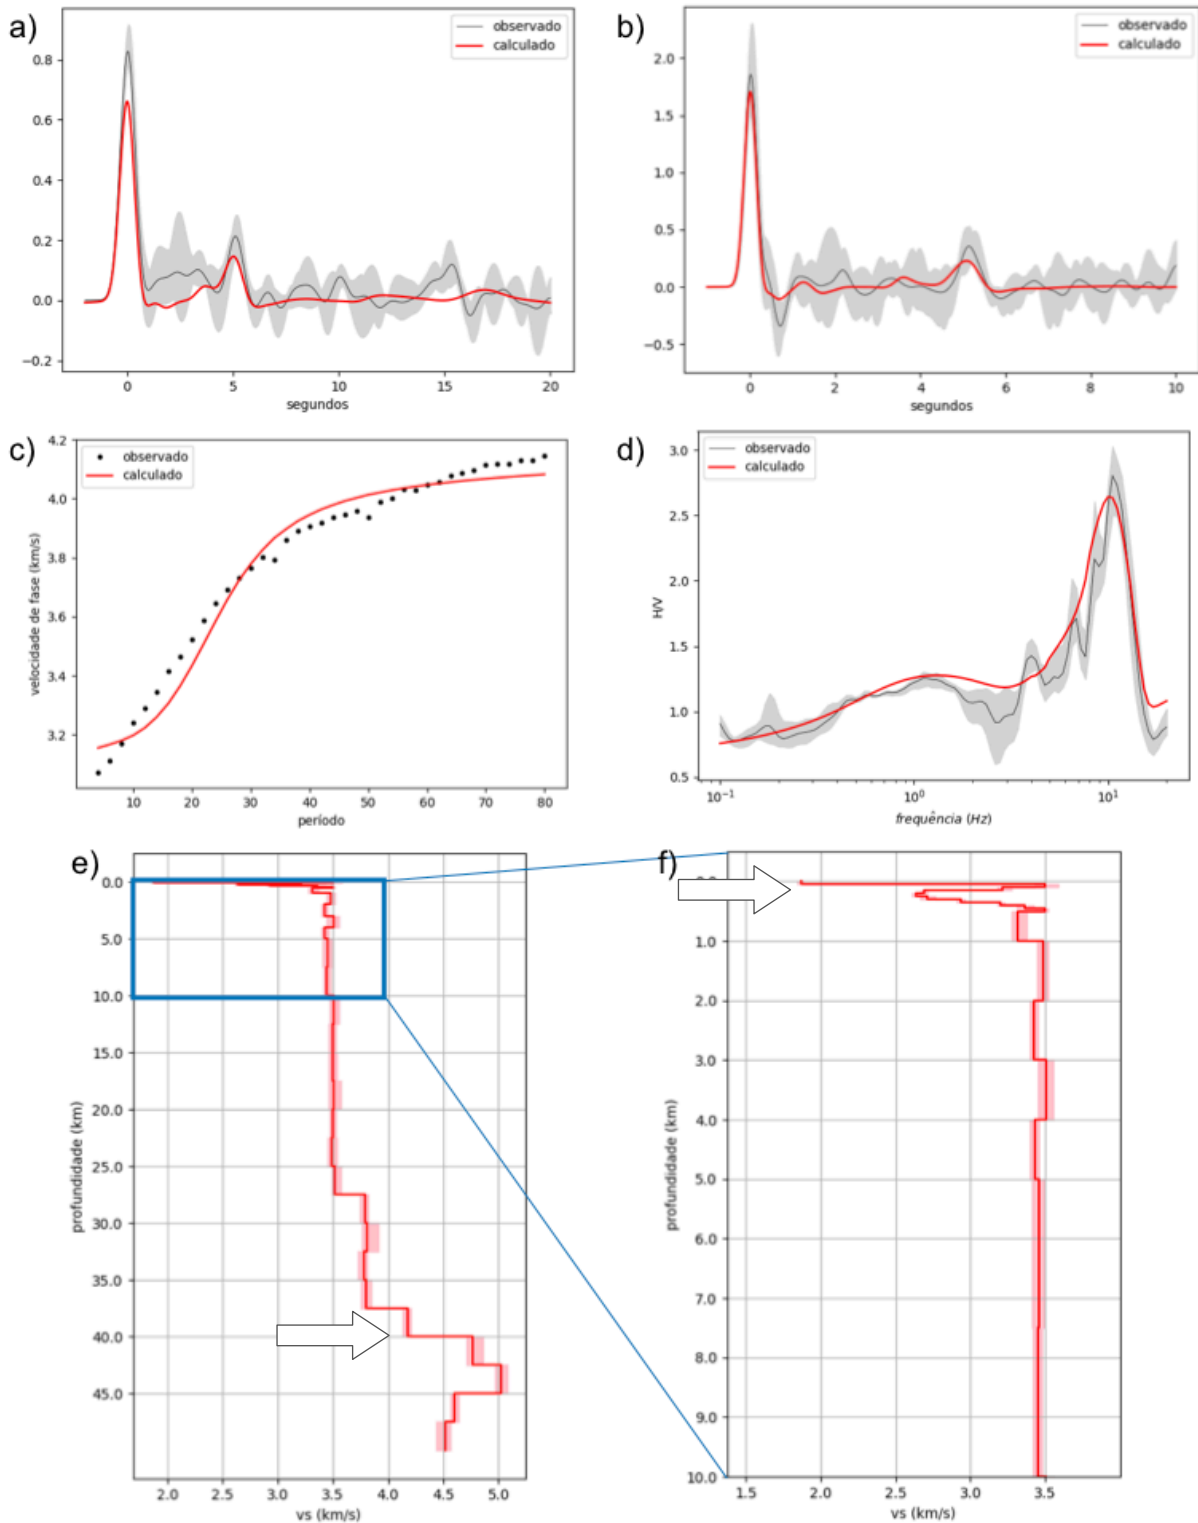 a)
observado
calculado
0.8
0.6
0.4
0.2
0.0
−0.2
0 5 10 15 20
segundos
b)
observado
calculado
2.0
1.5
1.0
0.5
0.0
−0.5
0 2 4 6 8 10
segundos
c)
observado
calculado
velocidade de fase (km/s)
4.2
4.0
3.8
3.6
3.4
3.2
10 20 30 40 50 60 70 80
período
d)
observado
calculado
H/V
3.0
2.5
2.0
1.5
1.0
0.5
10⁻¹ 10⁰ 10¹
frequência (Hz)
e)
profundidade (km)
0.0
5.0
10.0
15.0
20.0
25.0
30.0
35.0
40.0
45.0
2.0 2.5 3.0 3.5 4.0 4.5 5.0
vs (km/s)
f)
profundidade (km)
1.0
2.0
3.0
4.0
5.0
6.0
7.0
8.0
9.0
10.0
1.5 2.0 2.5 3.0 3.5
vs (km/s)